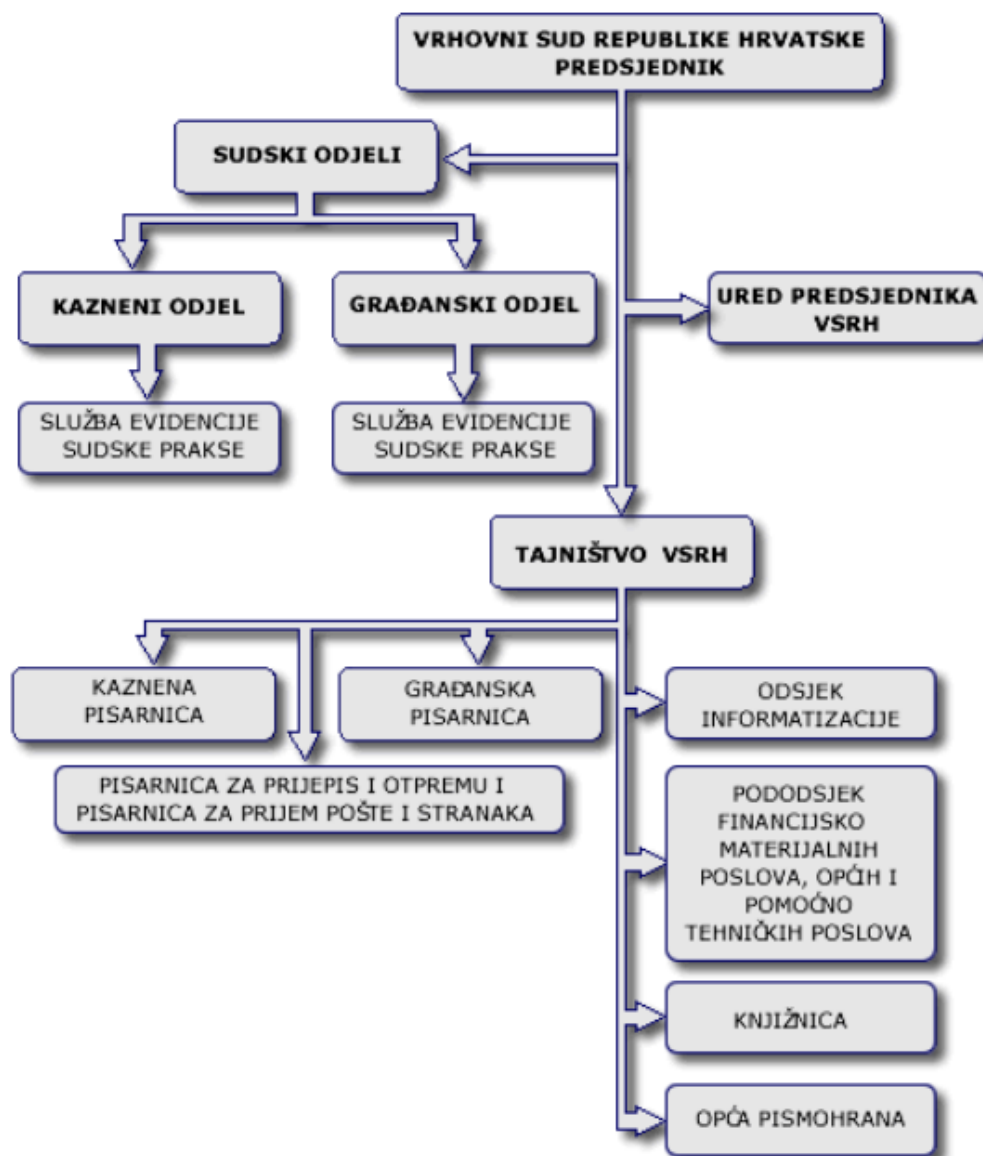 VRHOVNI SUD REPUBLIKE HRVATSKE
PREDSJEDNIK
SUDSKI ODJELI
KAZNENI ODJEL
GRAĐANSKI ODJEL
URED PREDSJEDNIKA
VSRH
SLUŽBA EVIDENCIJE
SUDSKE PRAKSE
SLUŽBA EVIDENCIJE
SUDSKE PRAKSE
TAJNIŠTVO VSRH
KAZNENA
PISARNICA
GRAĐANSKA
PISARNICA
PISARNICA ZA PRIJEPIS I OTPREMU I
PISARNICA ZA PRIJEM POŠTE I STRANAKA
ODSJEK
INFORMATIZACIJE
PODODSJEK
FINANCIJSKO
MATERIJALNIH
POSLOVA, OPĆIH I
POMOĆNO
TEHNIČKIH POSLOVA
KNJIŽNICA
OPĆA PISMOHRANA